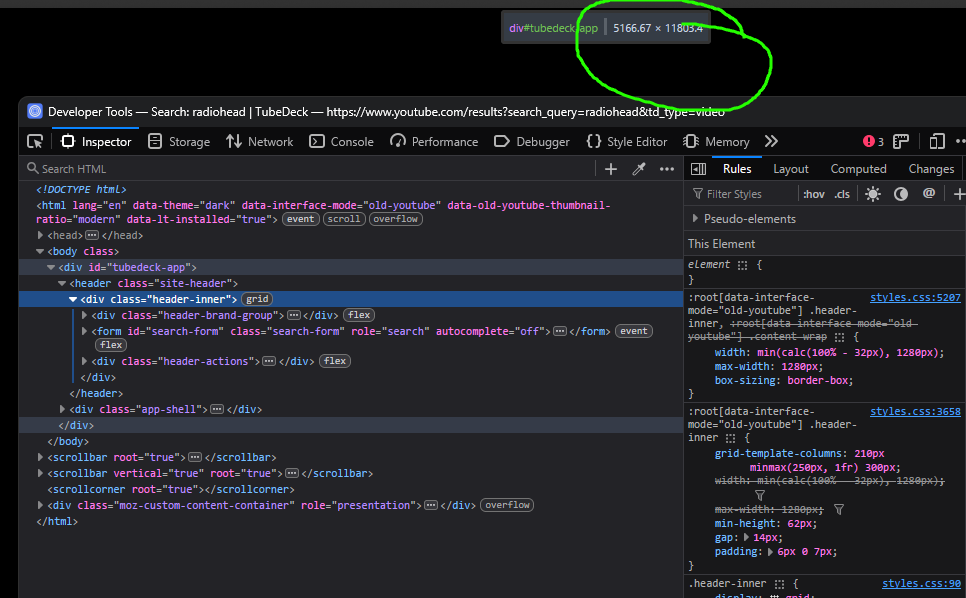 div#tubedeck-app | 5166.67 × 11803.4
Developer Tools — Search: radiohead | TubeDeck — https://www.youtube.com/results?search_query=radiohead&td_type=video
Inspector Storage Network Console Performance Debugger Style Editor Memory 3
Search HTML
Rules Layout Computed Changes
Filter Styles :hov .cls @
<!DOCTYPE html>
<html lang="en" data-theme="dark" data-interface-mode="old-youtube" data-old-youtube-thumbnail-
ratio="modern" data-lt-installed="true"> event scroll overflow
<head> ⋯ </head>
<body class>
<div id="tubedeck-app">
<header class="site-header">
<div class="header-inner"> grid
<div class="header-brand-group"> ⋯ </div> flex
<form id="search-form" class="search-form" role="search" autocomplete="off"> ⋯ </form> event
flex
<div class="header-actions"> ⋯ </div> flex
</div>
</header>
<div class="app-shell"> ⋯ </div>
</div>
</body>
<scrollbar root="true"> ⋯ </scrollbar>
<scrollbar vertical="true" root="true"> ⋯ </scrollbar>
<scrollcorner root="true"></scrollcorner>
<div class="moz-custom-content-container" role="presentation"> ⋯ </div> overflow
</html>
Pseudo-elements
This Element
element {
}
:root[data-interface- styles.css:5207
mode="old-youtube"] .header-
inner, :root[data-interface-mode="old-
youtube"] .content-wrap {
width: min(calc(100% - 32px), 1280px);
max-width: 1280px;
box-sizing: border-box;
}
:root[data-interface- styles.css:3658
mode="old-youtube"] .header-
inner {
grid-template-columns: 210px
minmax(250px, 1fr) 300px;
width: min(calc(100% - 32px), 1280px);
max-width: 1280px;
min-height: 62px;
gap: 14px;
padding: 6px 0 7px;
}
.header-inner { styles.css:90
display: grid;